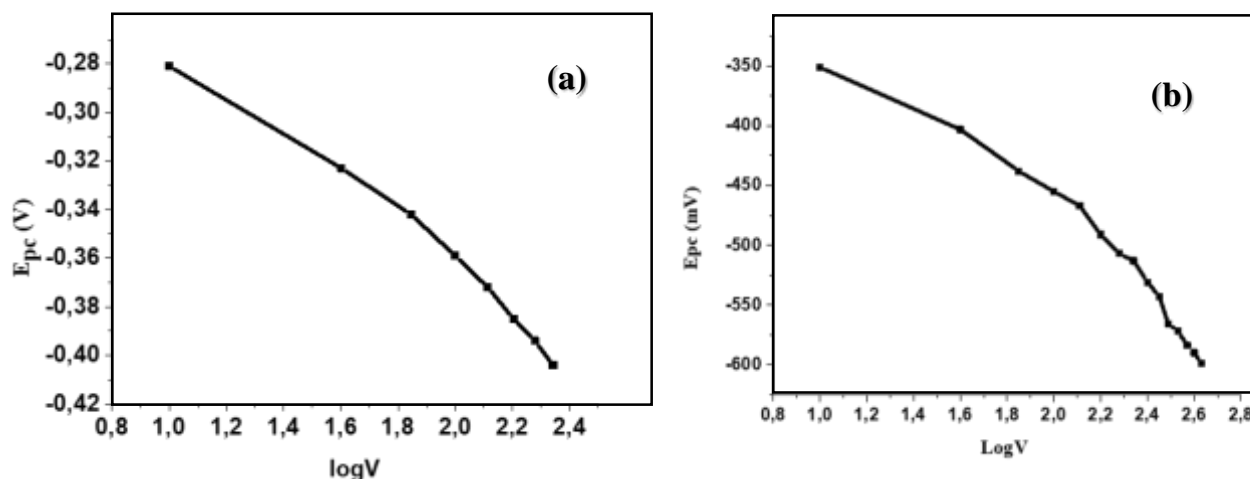 (a)
E_pc (V)
-0,28
-0,30
-0,32
-0,34
-0,36
-0,38
-0,40
-0,42
0,8 1,0 1,2 1,4 1,6 1,8 2,0 2,2 2,4
logV
(b)
Epc (mV)
-350
-400
-450
-500
-550
-600
0,8 1,0 1,2 1,4 1,6 1,8 2,0 2,2 2,4 2,6 2,8
LogV